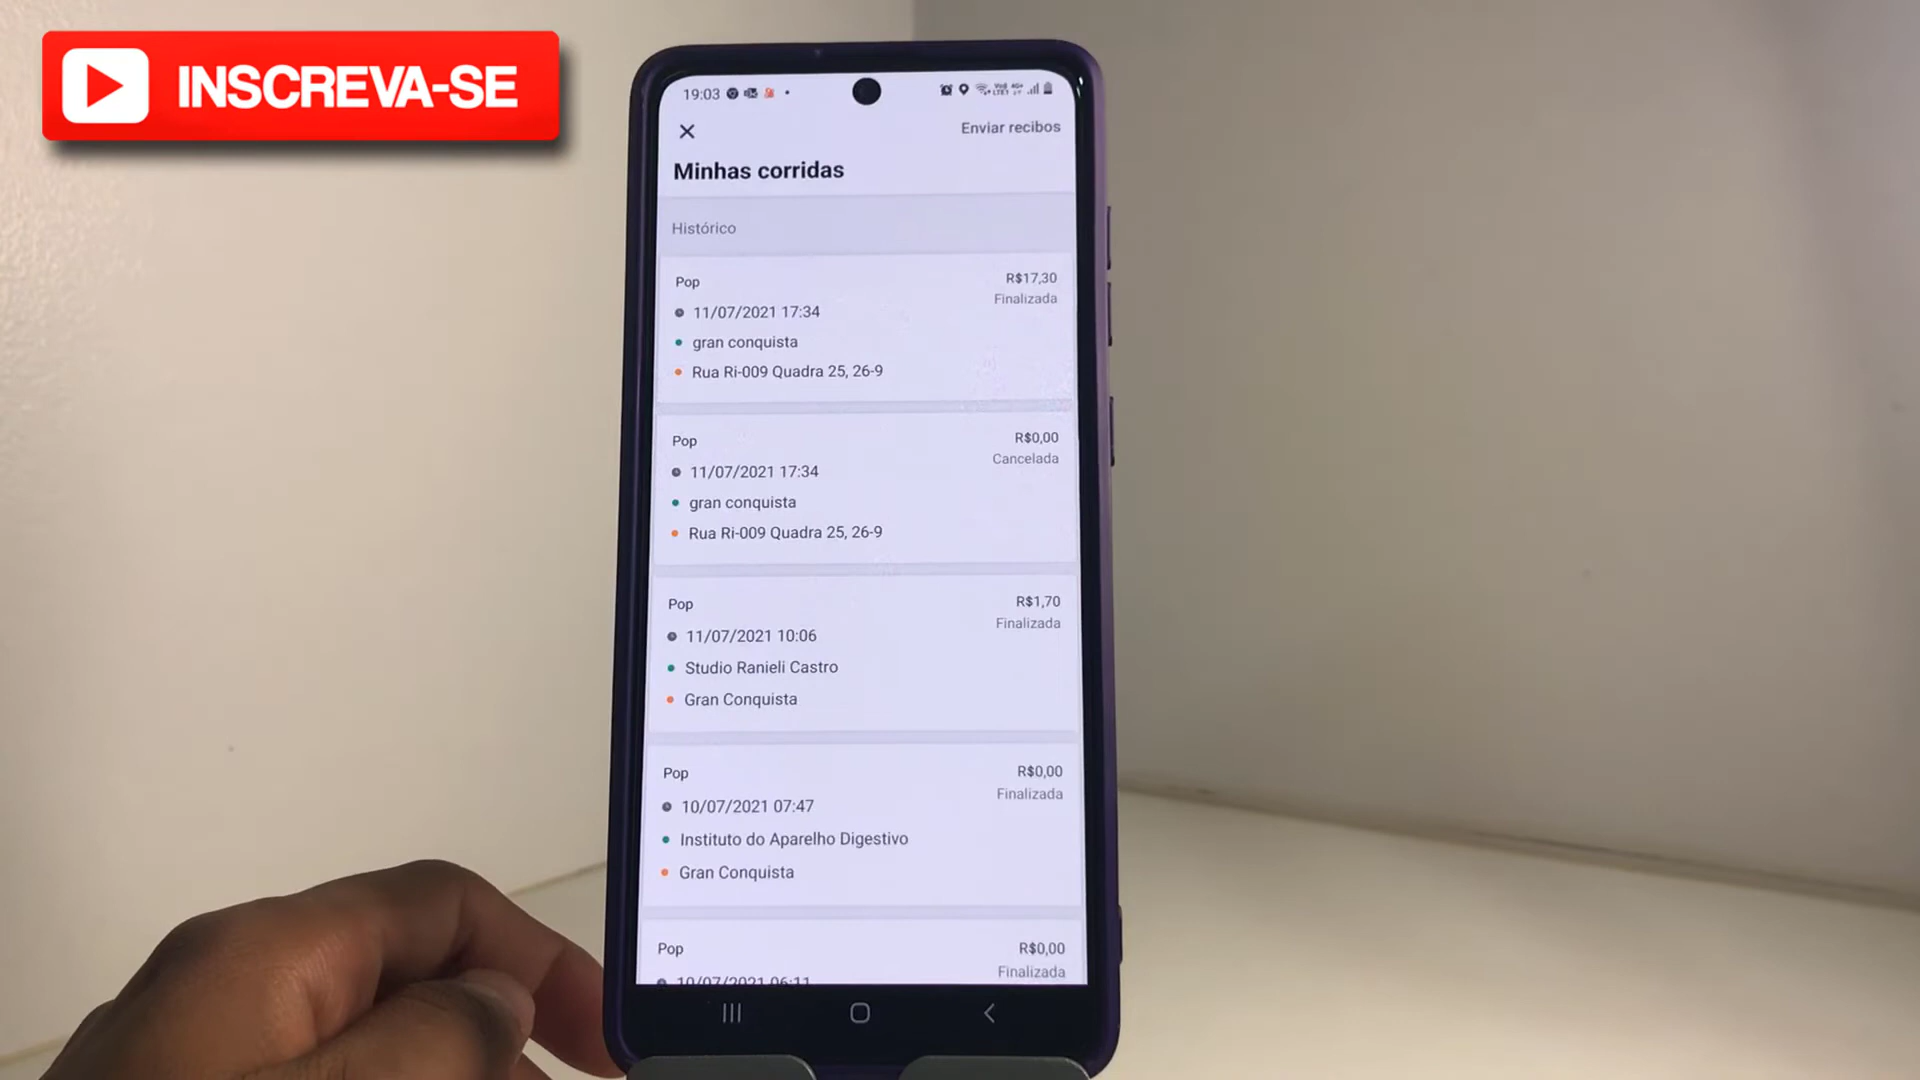 INSCREVA-SE
19:03
Enviar recibos
Minhas corridas
Histórico
Pop
R$17,30
Finalizada
11/07/2021 17:34
gran conquista
Rua Ri-009 Quadra 25, 26-9
Pop
R$0,00
Cancelada
11/07/2021 17:34
gran conquista
Rua Ri-009 Quadra 25, 26-9
Pop
R$1,70
Finalizada
11/07/2021 10:06
Studio Ranieli Castro
Gran Conquista
Pop
R$0,00
Finalizada
10/07/2021 07:47
Instituto do Aparelho Digestivo
Gran Conquista
Pop
R$0,00
Finalizada
10/07/2021 06:11